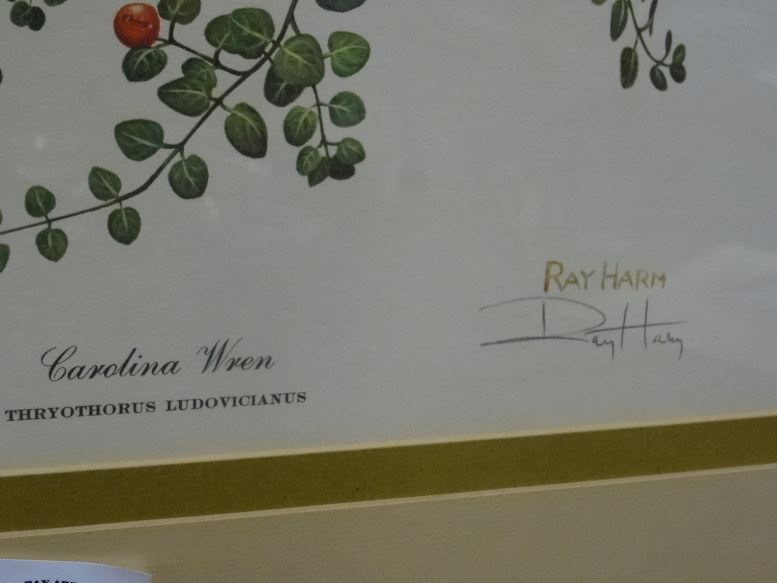 RAY HARM
Ray Harm
Carolina Wren
THRYOTHORUS LUDOVICIANUS